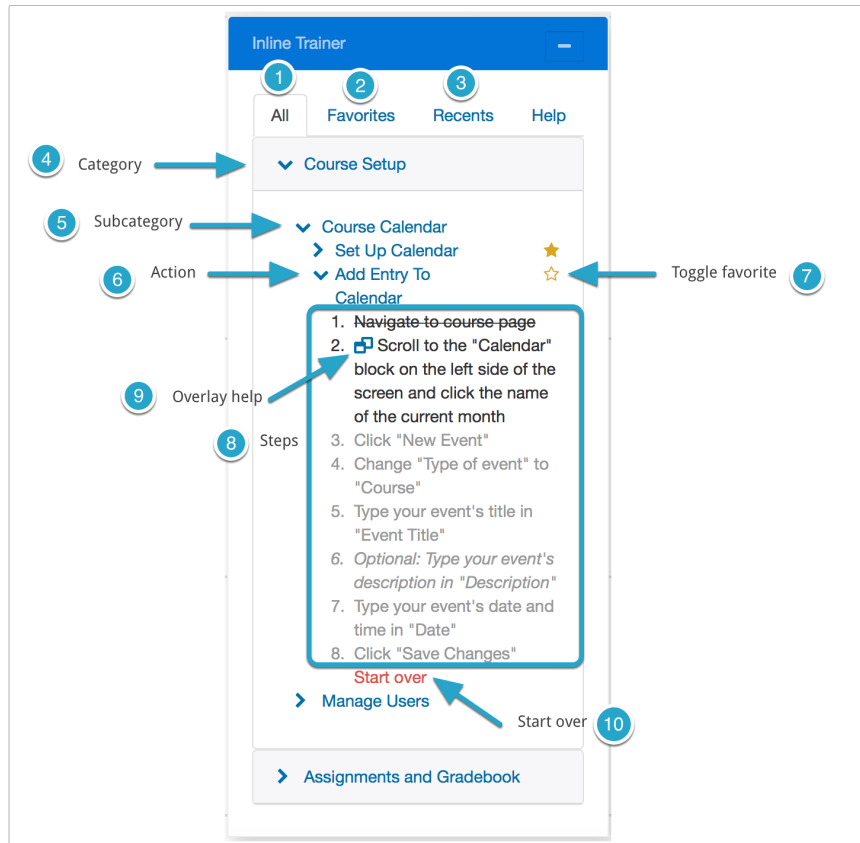 Inline Trainer
1
2
3
All Favorites Recents Help
4 Category
Course Setup
5 Subcategory
Course Calendar
Set Up Calendar
6 Action
Add Entry To
Calendar
Toggle favorite 7
1. Navigate to course page
2. Scroll to the "Calendar"
block on the left side of the
screen and click the name
of the current month
9 Overlay help
8 Steps
3. Click "New Event"
4. Change "Type of event" to
"Course"
5. Type your event's title in
"Event Title"
6. Optional: Type your event's
description in "Description"
7. Type your event's date and
time in "Date"
8. Click "Save Changes"
Start over
Manage Users
Start over 10
Assignments and Gradebook